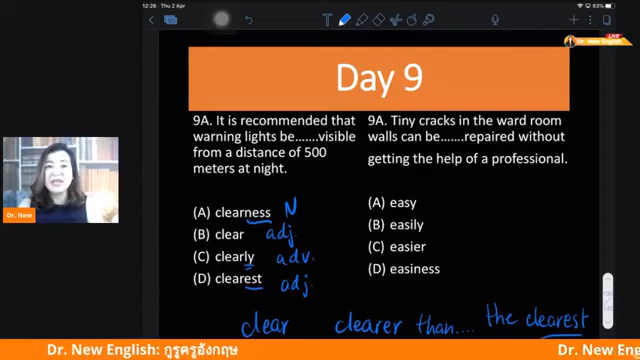 12:26 Thu 2 Apr
63%
LIVE
Dr. New English
Day 9
9A. It is recommended that
warning lights be.......visible
from a distance of 500
meters at night.
(A) clearness N
(B) clear adj.
(C) clearly adv.
(D) clearest adj.
9A. Tiny cracks in the ward room
walls can be.......repaired without
getting the help of a professional.
(A) easy
(B) easily
(C) easier
(D) easiness
clear clearer than.... the clearest
Dr. New
Dr. New English: กูรูครูอังกฤษ
Dr. Ne